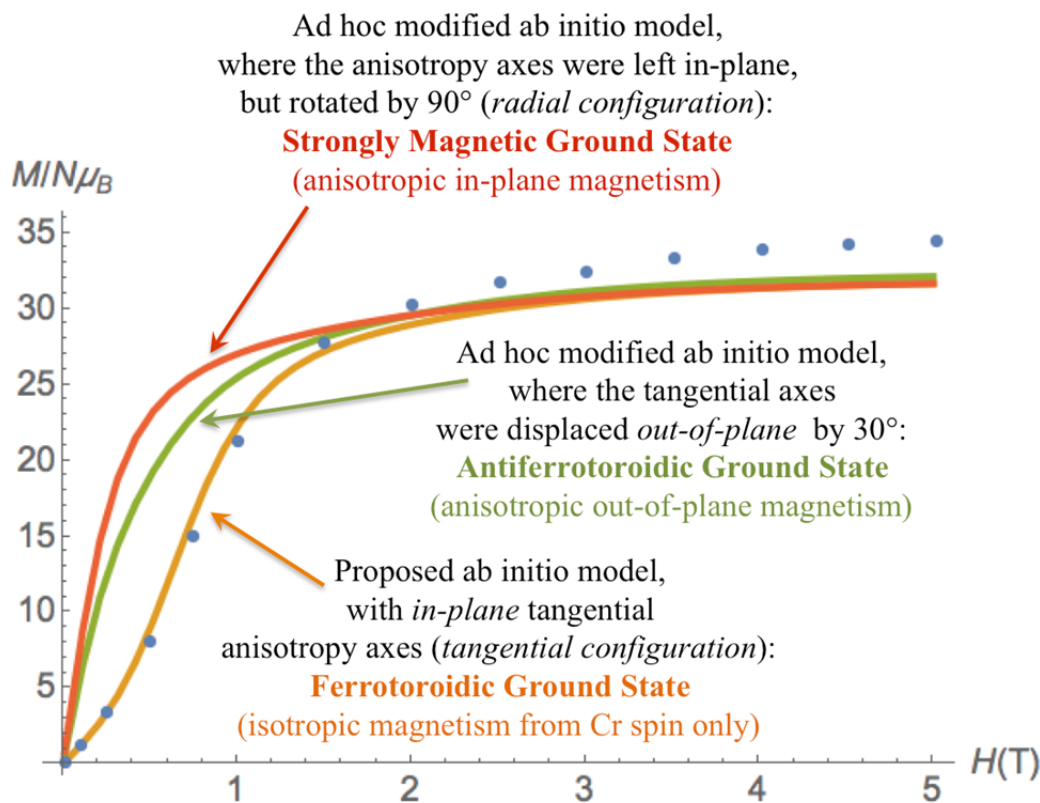 Ad hoc modified ab initio model,
where the anisotropy axes were left in-plane,
but rotated by 90° (radial configuration):
Strongly Magnetic Ground State
(anisotropic in-plane magnetism)
M/Nμ_B
35
30
25
20
15
10
5
Ad hoc modified ab initio model,
where the tangential axes
were displaced out-of-plane by 30°:
Antiferrotoroidic Ground State
(anisotropic out-of-plane magnetism)
Proposed ab initio model,
with in-plane tangential
anisotropy axes (tangential configuration):
Ferrotoroidic Ground State
(isotropic magnetism from Cr spin only)
0 1 2 3 4 5
H(T)